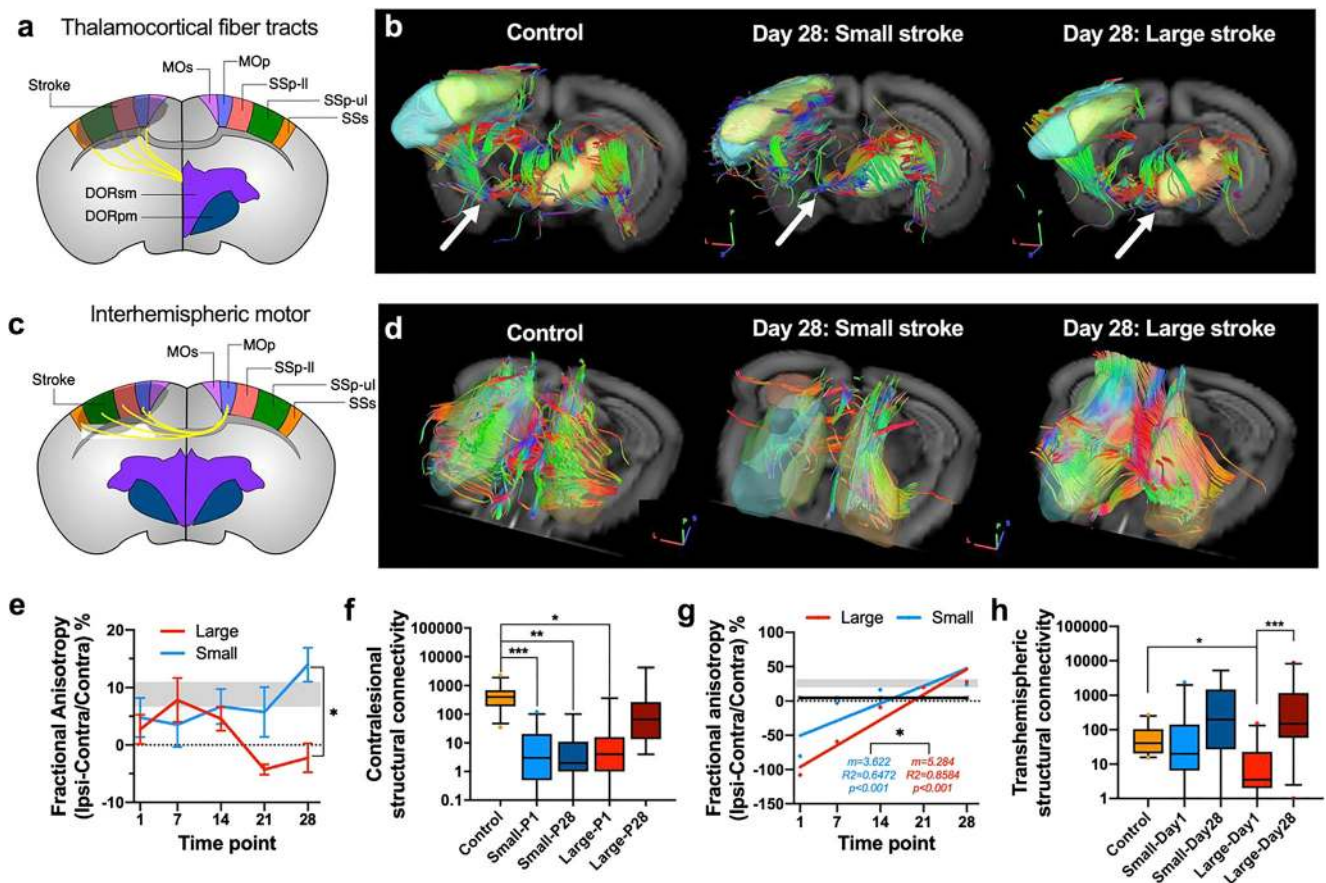 a
Thalamocortical fiber tracts
MOs
MOp
SSp-ll
Stroke
SSp-ul
SSs
DORsm
DORpm
b
Control
Day 28: Small stroke
Day 28: Large stroke
c
Interhemispheric motor
MOs
MOp
SSp-ll
Stroke
SSp-ul
SSs
d
Control
Day 28: Small stroke
Day 28: Large stroke
e
Fractional Anisotropy
(Ipsi-Contra/Contra) %
20
15
10
5
0
-5
-10
Large
Small
*
1 7 14 21 28
Time point
f
Contralesional
structural connectivity
100000
10000
1000
100
10
1
0.1
*
**
***
Control
Small-P1
Small-P28
Large-P1
Large-P28
g
Fractional anisotropy
(Ipsi-Contra/Contra) %
Large Small
100
50
0
-50
-100
-150
*
m=3.622
R2=0.6472
p<0.001
m=5.284
R2=0.8584
p<0.001
1 7 14 21 28
Time point
h
Transhemispheric
structural connectivity
100000
10000
1000
100
10
1
*
***
Control
Small-Day1
Small-Day28
Large-Day1
Large-Day28